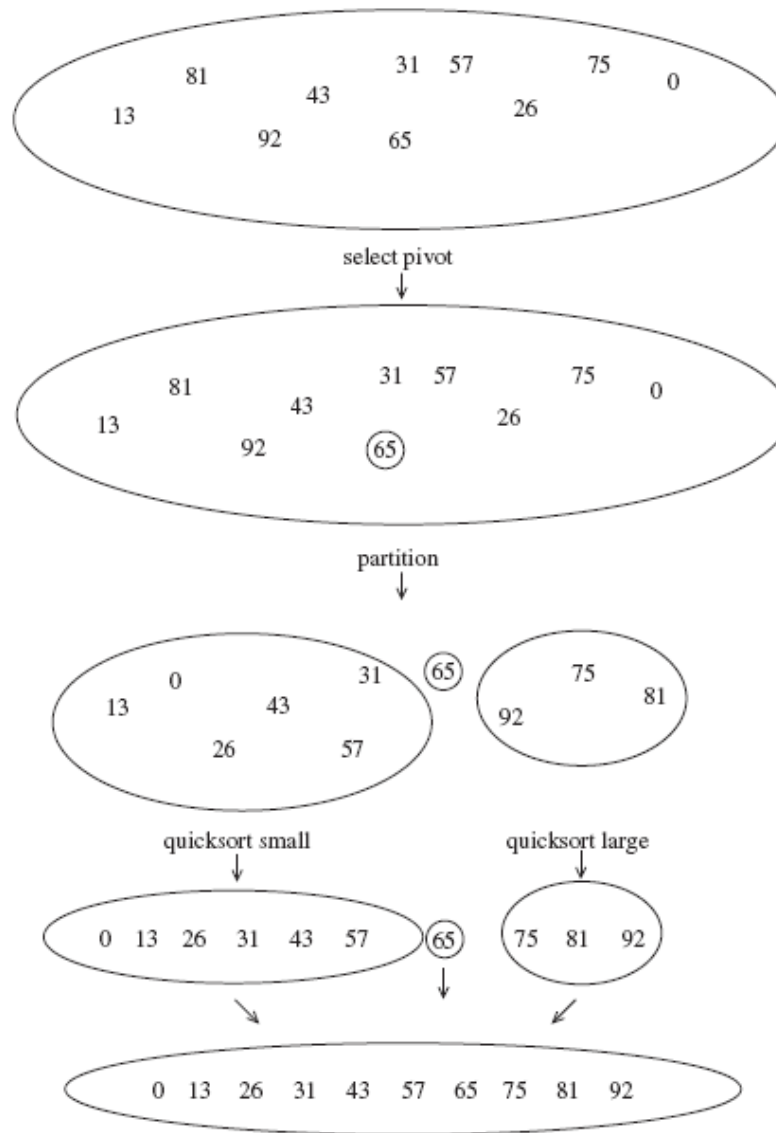 81 31 57 75 0
13 43 26
92 65
select pivot
81 31 57 75 0
13 43 26
92 65
partition
0 31 65 75
13 43 92 81
26 57
quicksort small quicksort large
0 13 26 31 43 57 65 75 81 92
0 13 26 31 43 57 65 75 81 92